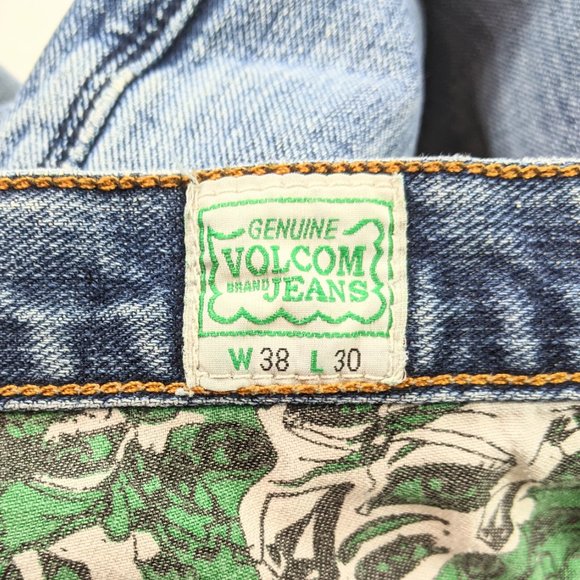 GENUINE
VOLCOM
BRAND JEANS
W 38 L 30